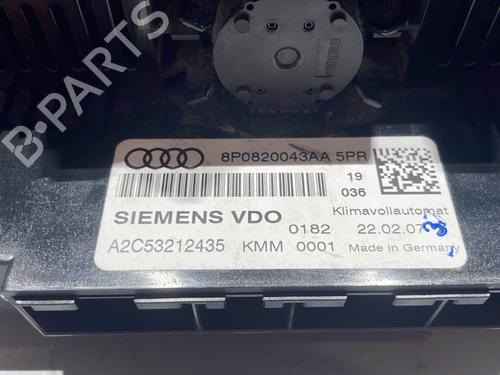 B-PARTS
8P0820043AA 5PR
19
036
SIEMENS VDO
Klimavollautomat
0182 22.02.07
A2C53212435 KMM 0001 Made in Germany